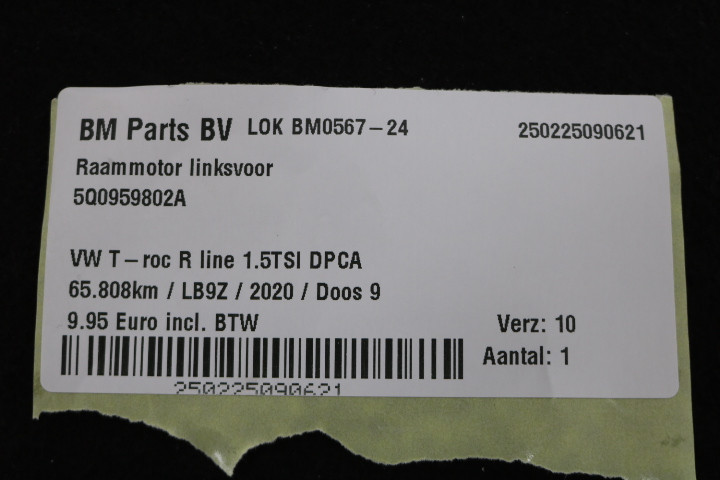 BM Parts BV LOK BM0567-24 250225090621
Raammotor linksvoor
5Q0959802A
VW T-roc R line 1.5TSI DPCA
65.808km / LB9Z / 2020 / Doos 9
9.95 Euro incl. BTW Verz: 10
Aantal: 1
250225090621